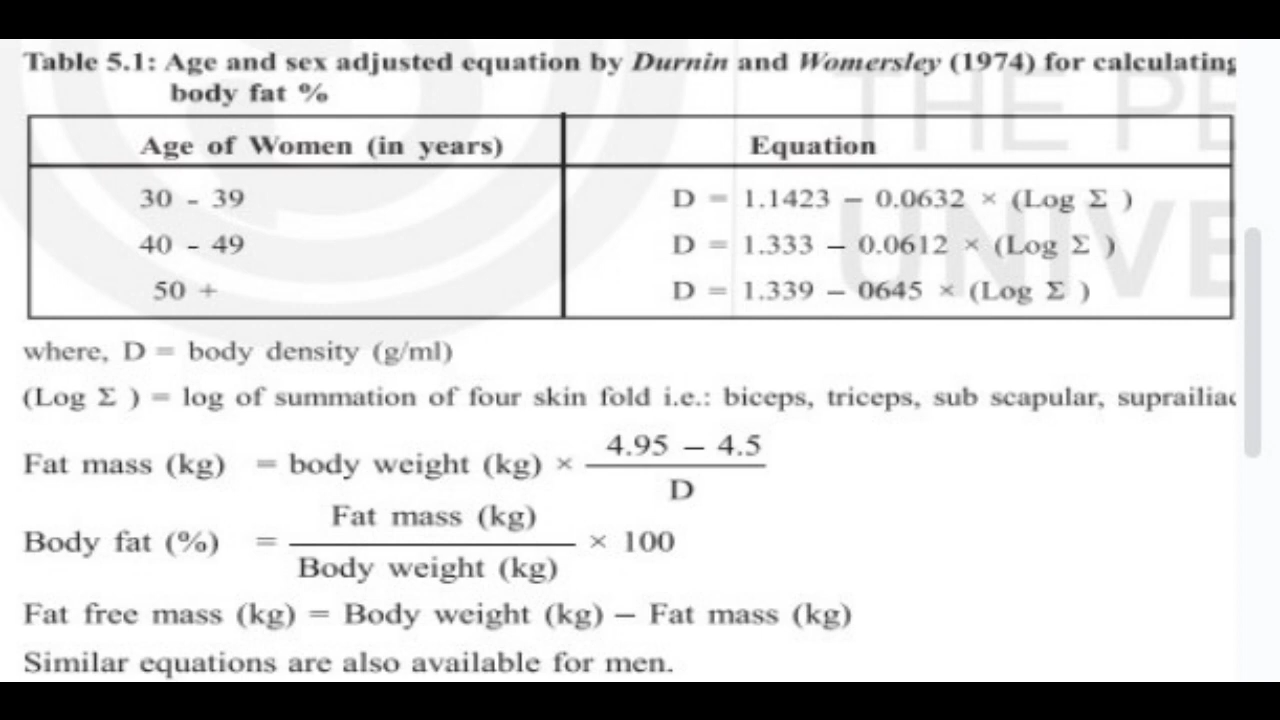 Table 5.1: Age and sex adjusted equation by Durnin and Womersley (1974) for calculating
body fat %
Age of Women (in years) Equation
30 - 39 D = 1.1423 – 0.0632 × (Log Σ )
40 - 49 D = 1.333 – 0.0612 × (Log Σ )
50 + D = 1.339 – 0645 × (Log Σ )
where, D = body density (g/ml)
(Log Σ ) = log of summation of four skin fold i.e.: biceps, triceps, sub scapular, suprailiac
Fat mass (kg) = body weight (kg) × 4.95 – 4.5
D
Body fat (%) = Fat mass (kg)
Body weight (kg) × 100
Fat free mass (kg) = Body weight (kg) – Fat mass (kg)
Similar equations are also available for men.
THE PE
UNIVE